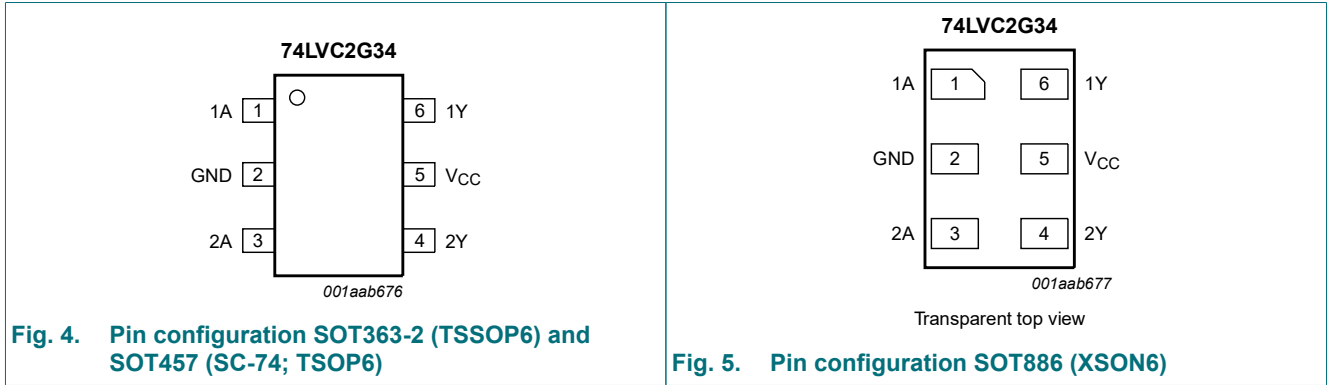 74LVC2G34
1A 1 6 1Y
GND 2 5 VCC
2A 3 4 2Y
001aab676
Fig. 4. Pin configuration SOT363-2 (TSSOP6) and
SOT457 (SC-74; TSOP6)
74LVC2G34
1A 1 6 1Y
GND 2 5 VCC
2A 3 4 2Y
001aab677
Transparent top view
Fig. 5. Pin configuration SOT886 (XSON6)